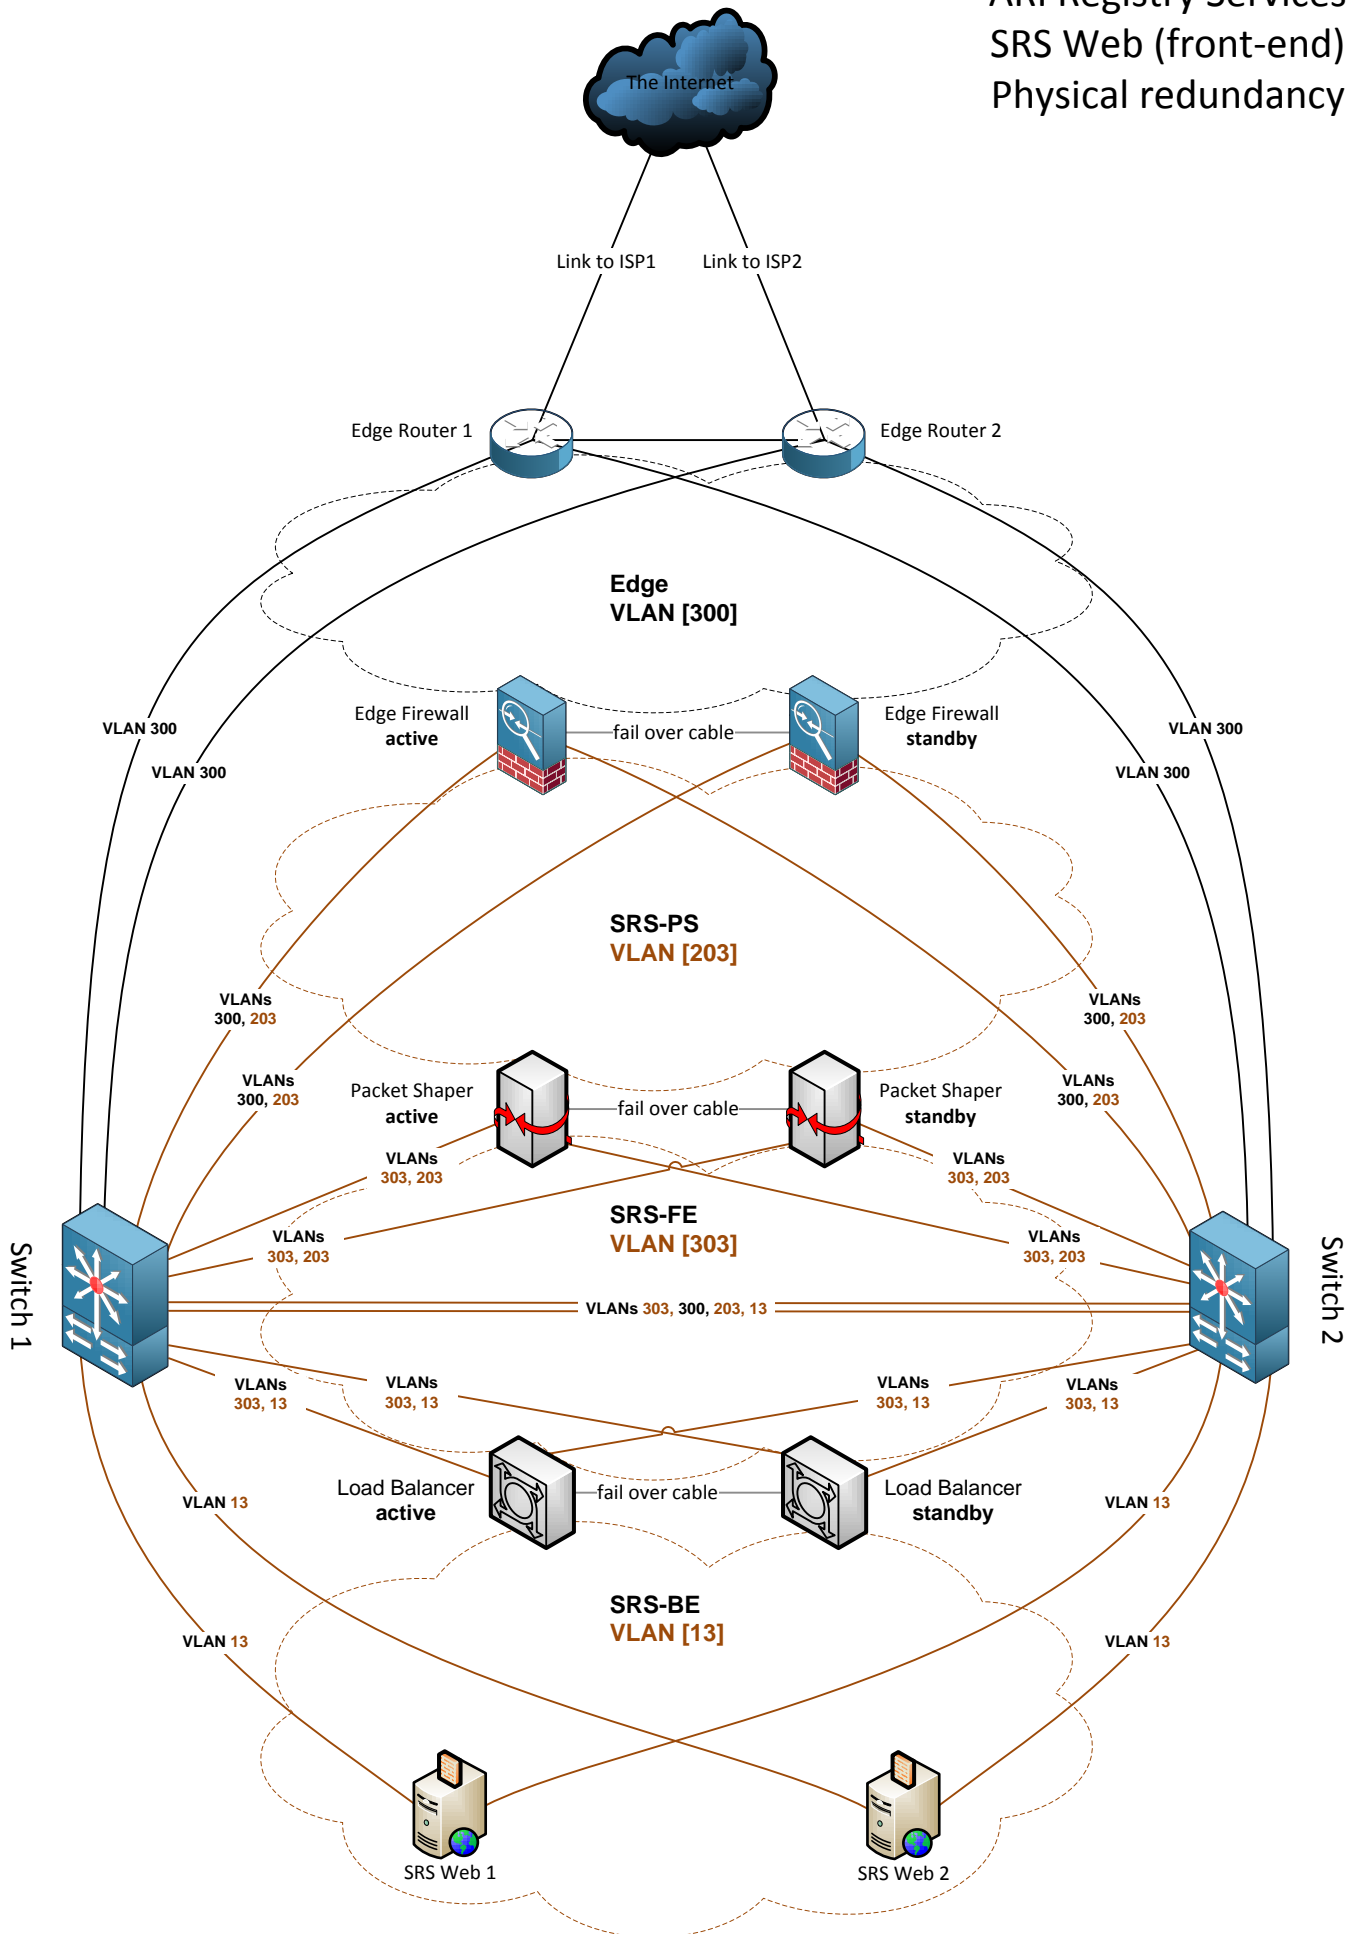 ARI Registry Services
SRS Web (front-end)
Physical redundancy
The Internet
Link to ISP1
Link to ISP2
Edge Router 1
Edge Router 2
Edge
VLAN [300]
Edge Firewall
active
fail over cable
Edge Firewall
standby
VLAN 300
VLAN 300
VLAN 300
VLAN 300
SRS-PS
VLAN [203]
VLANs
300, 203
VLANs
300, 203
VLANs
300, 203
VLANs
300, 203
Packet Shaper
active
fail over cable
Packet Shaper
standby
VLANs
303, 203
VLANs
303, 203
SRS-FE
VLAN [303]
VLANs
303, 203
VLANs
303, 203
Switch 1
Switch 2
VLANs 303, 300, 203, 13
VLANs
303, 13
VLANs
303, 13
VLANs
303, 13
VLANs
303, 13
Load Balancer
active
fail over cable
Load Balancer
standby
VLAN 13
VLAN 13
SRS-BE
VLAN [13]
VLAN 13
VLAN 13
SRS Web 1
SRS Web 2